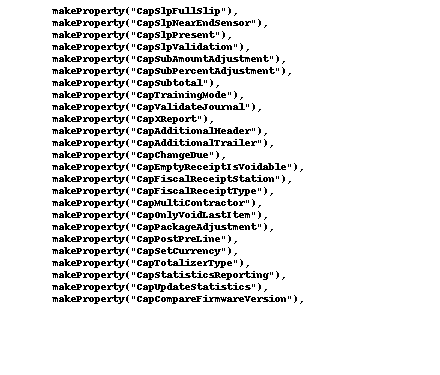 makeProperty("CapSlpFullSlip"),
makeProperty("CapSlpNearEndSensor"),
makeProperty("CapSlpPresent"),
makeProperty("CapSlpValidation"),
makeProperty("CapSubAmountAdjustment"),
makeProperty("CapSubPercentAdjustment"),
makeProperty("CapSubtotal"),
makeProperty("CapTrainingMode"),
makeProperty("CapValidateJournal"),
makeProperty("CapXReport"),
makeProperty("CapAdditionalHeader"),
makeProperty("CapAdditionalTrailer"),
makeProperty("CapChangeDue"),
makeProperty("CapEmptyReceiptIsVoidable"),
makeProperty("CapFiscalReceiptStation"),
makeProperty("CapFiscalReceiptType"),
makeProperty("CapMultiContractor"),
makeProperty("CapOnlyVoidLastItem"),
makeProperty("CapPackageAdjustment"),
makeProperty("CapPostPreLine"),
makeProperty("CapSetCurrency"),
makeProperty("CapTotalizerType"),
makeProperty("CapStatisticsReporting"),
makeProperty("CapUpdateStatistics"),
makeProperty("CapCompareFirmwareVersion"),